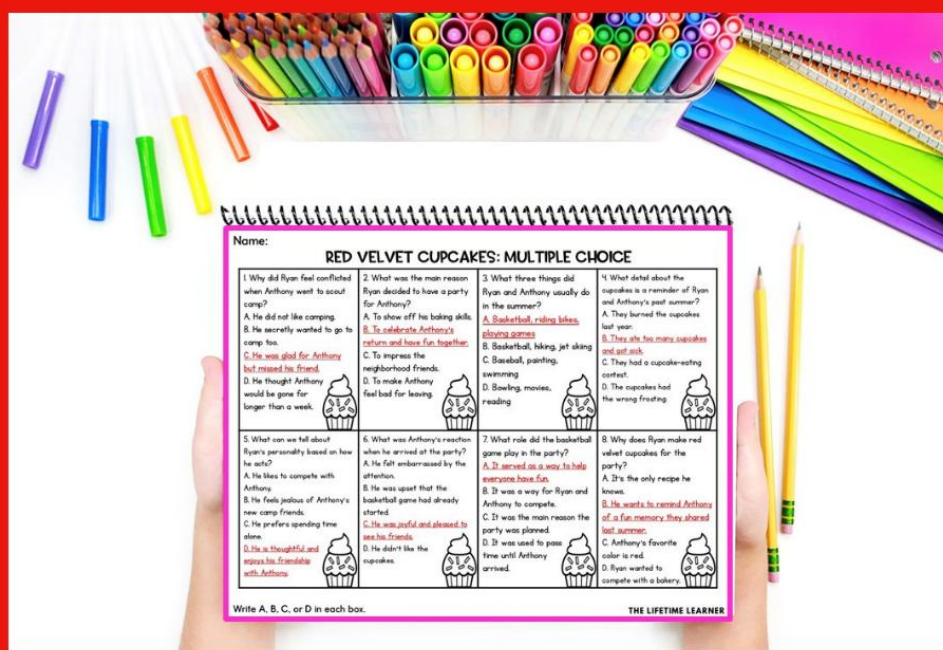 Name:
RED VELVET CUPCAKES: MULTIPLE CHOICE
1. Why did Ryan feel conflicted
when Anthony went to scout
camp?
A. He did not like camping.
B. He secretly wanted to go to
camp too.
C. He was glad for Anthony
but missed his friend.
D. He thought Anthony
would be gone for
longer than a week.
2. What was the main reason
Ryan decided to have a party
for Anthony?
A. To show off his baking skills.
B. To celebrate Anthony's
return and have fun together.
C. To impress the
neighborhood friends.
D. To make Anthony
feel bad for leaving.
3. What three things did
Ryan and Anthony usually do
in the summer?
A. Basketball, riding bikes,
playing games
B. Basketball, hiking, jet skiing
C. Baseball, painting,
swimming
D. Bowling, movies,
reading
4. What detail about the
cupcakes is a reminder of Ryan
and Anthony's past summer?
A. They burned the cupcakes
last year.
B. They ate too many cupcakes
and got sick.
C. They had a cupcake-eating
contest.
D. The cupcakes had
the wrong frosting.
5. What can we tell about
Ryan's personality based on how
he acts?
A. He likes to compete with
Anthony.
B. He feels jealous of Anthony's
new camp friends.
C. He prefers spending time
alone.
D. He is thoughtful and
enjoys his friendship
with Anthony.
6. What was Anthony's reaction
when he arrived at the party?
A. He felt embarrassed by the
attention.
B. He was upset that the
basketball game had already
started.
C. He was joyful and pleased to
see his friends.
D. He didn't like the
cupcakes.
7. What role did the basketball
game play in the party?
A. It served as a way to help
everyone have fun.
B. It was a way for Ryan and
Anthony to compete.
C. It was the main reason the
party was planned.
D. It was used to pass
time until Anthony
arrived.
8. Why does Ryan make red
velvet cupcakes for the
party?
A. It's the only recipe he
knows.
B. He wants to remind Anthony
of a fun memory they shared
last summer.
C. Anthony's favorite
color is red.
D. Ryan wanted to
compete with a bakery.
Write A, B, C, or D in each box.
THE LIFETIME LEARNER